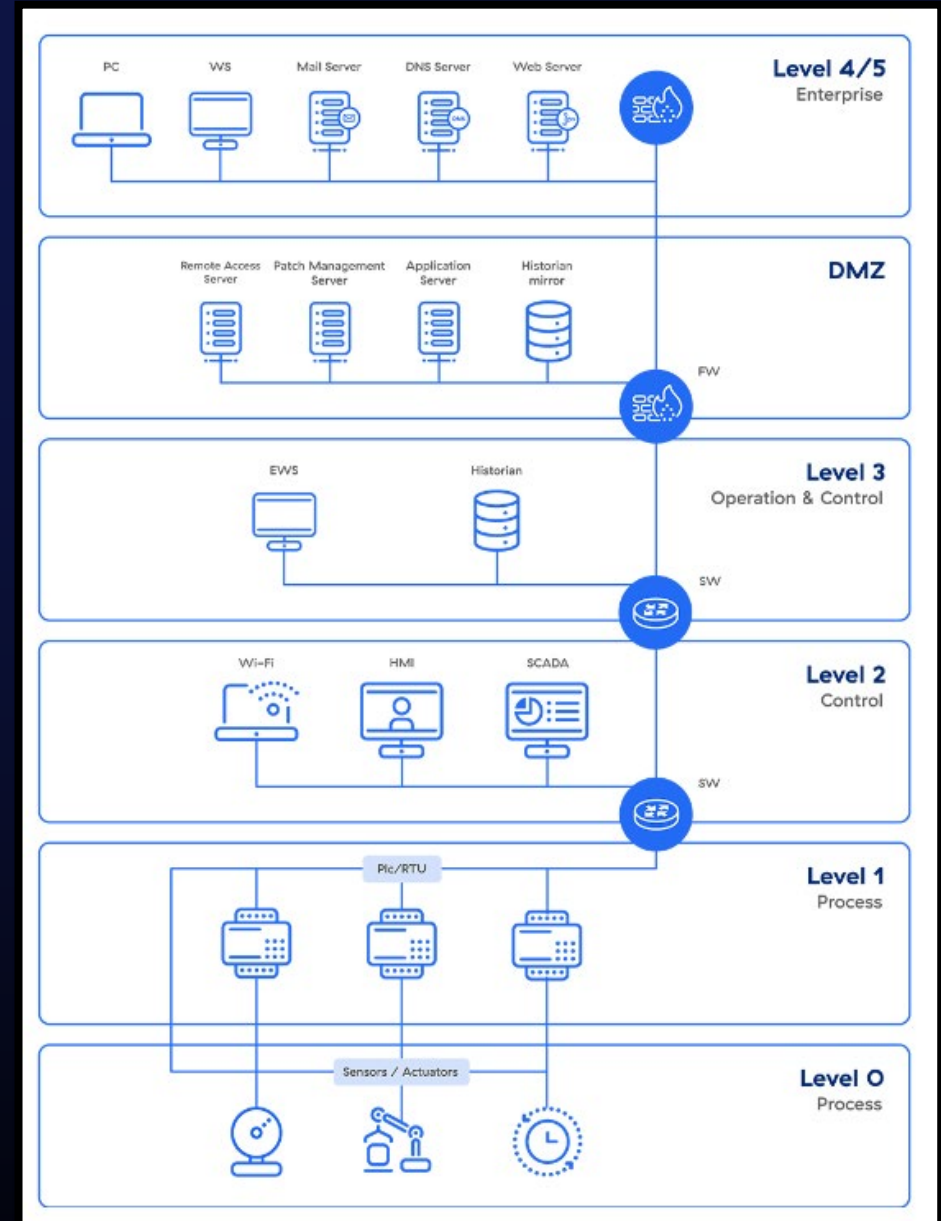 PC
WS
Mail Server
DNS Server
Web Server
Level 4/5
Enterprise
DMZ
Remote Access
Server
Patch Management
Server
Application
Server
Historian
mirror
FW
Level 3
Operation & Control
EWS
Historian
SW
Level 2
Control
Wi-Fi
HMI
SCADA
SW
Level 1
Process
Plc/RTU
Level 0
Process
Sensors / Actuators